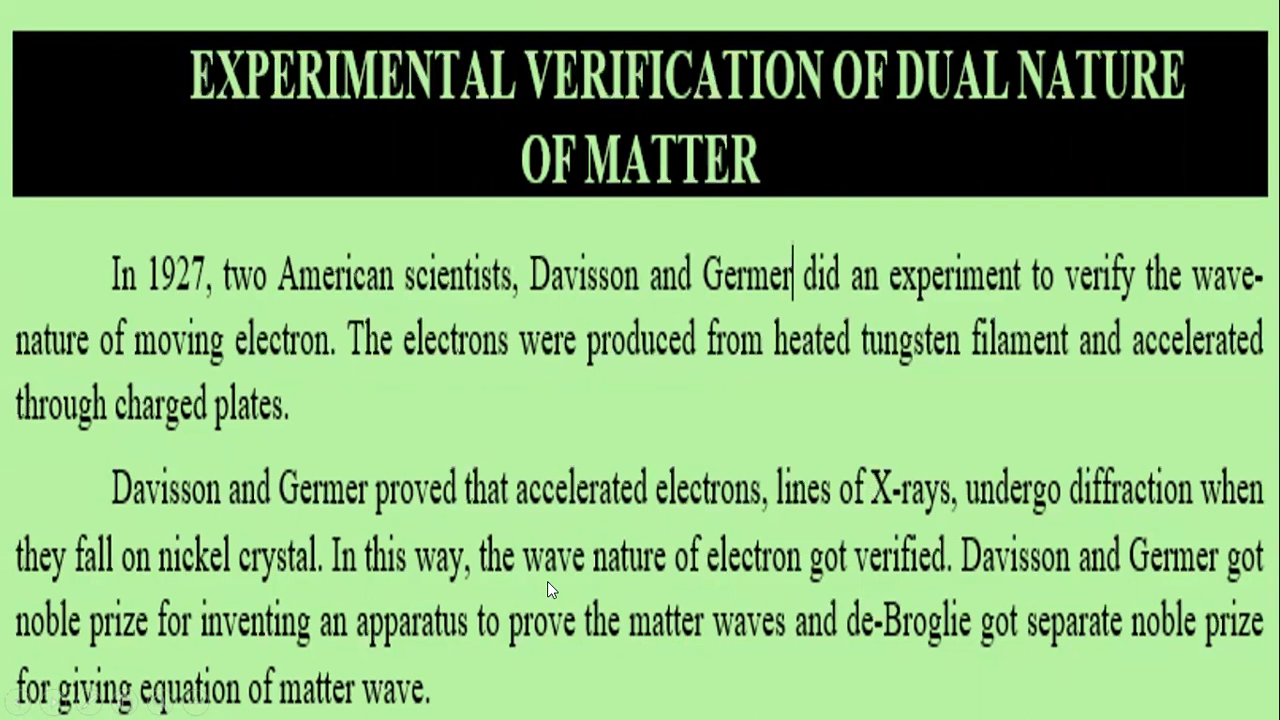 EXPERIMENTAL VERIFICATION OF DUAL NATURE
OF MATTER
In 1927, two American scientists, Davisson and Germer did an experiment to verify the wave-
nature of moving electron. The electrons were produced from heated tungsten filament and accelerated
through charged plates.
Davisson and Germer proved that accelerated electrons, lines of X-rays, undergo diffraction when
they fall on nickel crystal. In this way, the wave nature of electron got verified. Davisson and Germer got
noble prize for inventing an apparatus to prove the matter waves and de-Broglie got separate noble prize
for giving equation of matter wave.